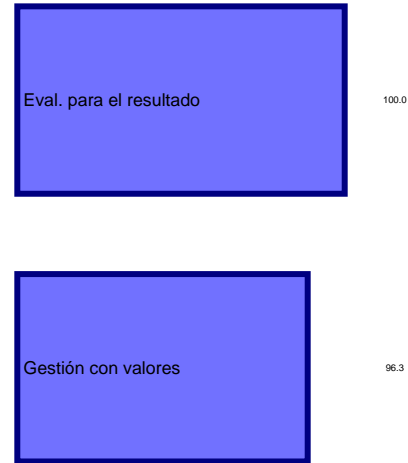 Eval. para el resultado 100.0
Gestión con valores 96.3